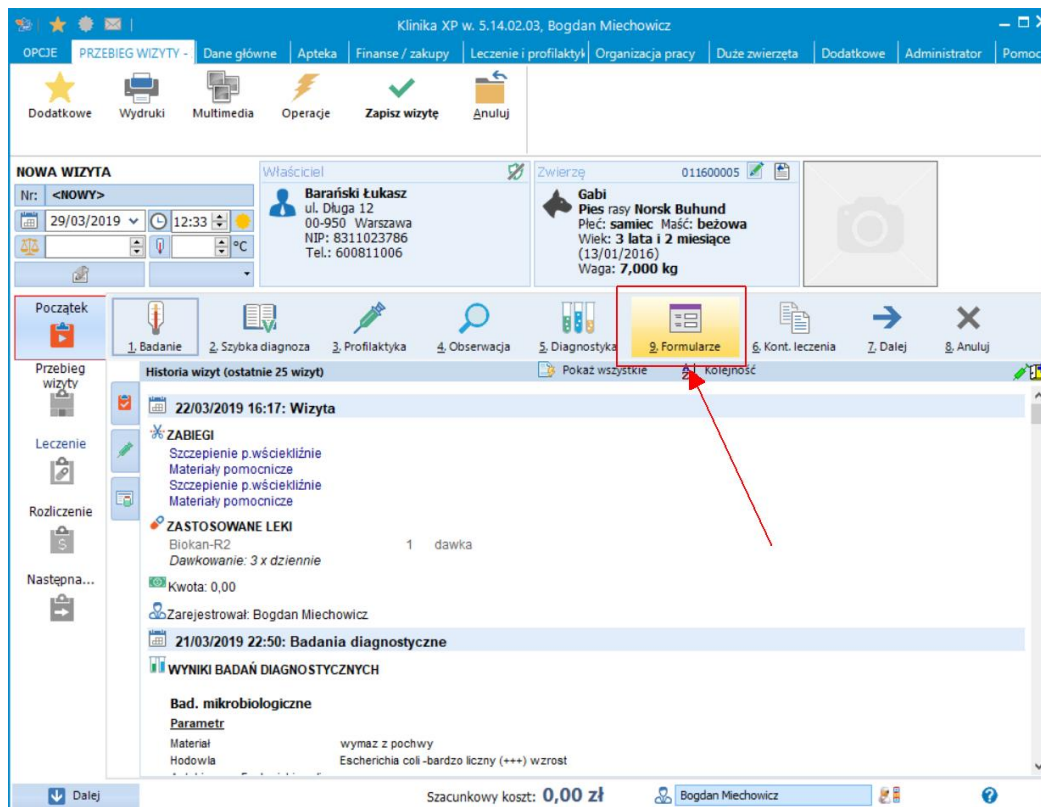 Klinika XP w. 5.14.02.03, Bogdan Miechowicz
OPCJE PRZEBIEG WIZYTY - Dane główne Apteka Finanse / zakupy Leczenie i profilaktyk Organizacja pracy Duże zwierzęta Dodatkowe Administrator Pomoc
Dodatkowe Wydruki Multimedia Operacje Zapisz wizytę Anuluj
NOWA WIZYTA
Nr: <NOWY>
29/03/2019 12:33
°C
Właściciel
Barański Łukasz
ul. Długa 12
00-950 Warszawa
NIP: 8311023786
Tel.: 600811006
Zwierzę 011600005
Gabi
Pies rasy Norsk Buhund
Płeć: samiec Maść: beżowa
Wiek: 3 lata i 2 miesiące
(13/01/2016)
Waga: 7,000 kg
Początek
Przebieg
wizyty
Leczenie
Rozliczenie
Następna...
1. Badanie 2. Szybka diagnoza 3. Profilaktyka 4. Obserwacja 5. Diagnostyka 9. Formularze 6. Kont. leczenia 7. Dalej 8. Anuluj
Historia wizyt (ostatnie 25 wizyt) Pokaż wszystkie Kolejność
22/03/2019 16:17: Wizyta
ZABIEGI
Szczepienie p.wściekliźnie
Materiały pomocnicze
Szczepienie p.wściekliźnie
Materiały pomocnicze
ZASTOSOWANE LEKI
Biokan-R2 1 dawka
Dawkowanie: 3 x dziennie
Kwota: 0,00
Zarejestrował: Bogdan Miechowicz
21/03/2019 22:50: Badania diagnostyczne
WYNIKI BADAŃ DIAGNOSTYCZNYCH
Bad. mikrobiologiczne
Parametr
Materiał wymaz z pochwy
Hodowla Escherichia coli -bardzo liczny (+++) wzrost
Dalej Szacunkowy koszt: 0,00 zł Bogdan Miechowicz